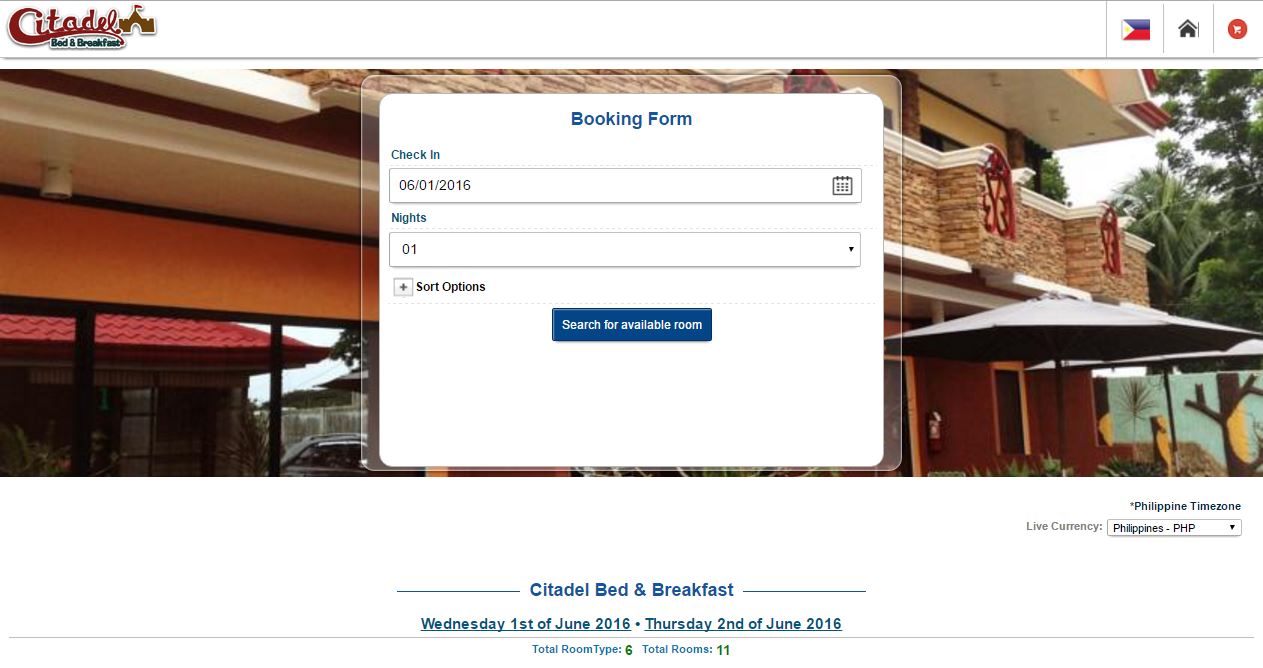 Citadel
Bed & Breakfast
Booking Form
Check In
06/01/2016
Nights
01
+ Sort Options
Search for available room
*Philippine Timezone
Live Currency: Philippines - PHP
Citadel Bed & Breakfast
Wednesday 1st of June 2016 • Thursday 2nd of June 2016
Total RoomType: 6 Total Rooms: 11